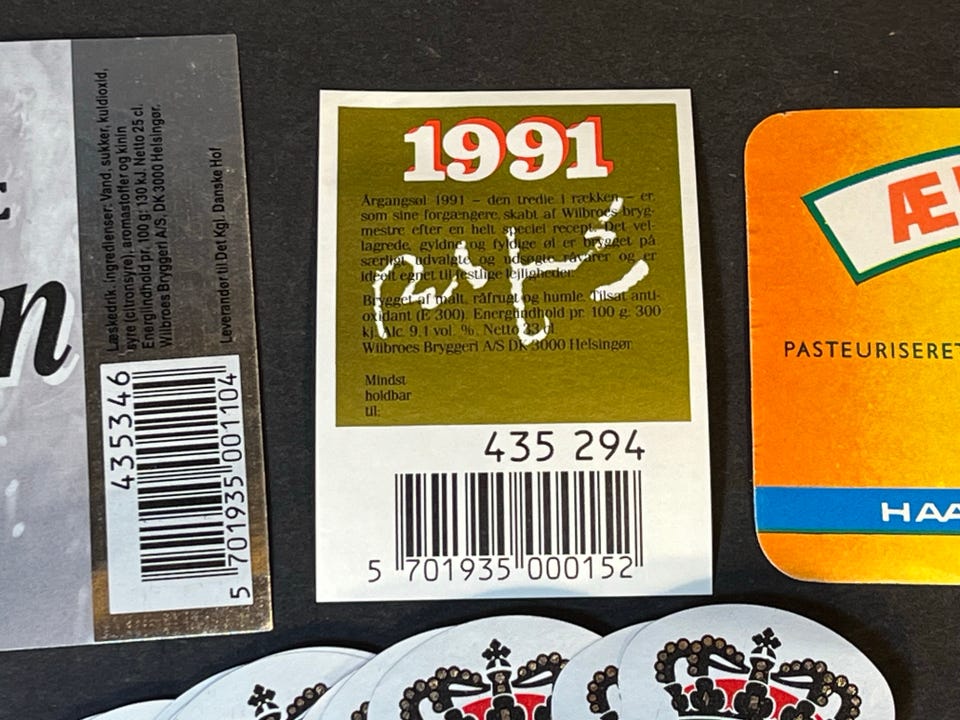 Læskedrik: ingredienser: Vand, sukker, kuldioxid,
syre (citronsyre), aromastoffer og kinin
Energiindhold pr. 100 g: 130 kJ. Netto 25 cl.
Wilbroes Bryggeri A/S, DK 3000 Helsingør.
Leverandør til Det Kgl. Danske Hof
435346
5 701935 001104
n
1991
Årgangsøl 1991 – den tredie i rækken – er,
som sine forgængere, skabt af Wilbroes bryg-
mestre efter en helt speciel recept. Det vel-
lagrede, gyldne og fyldige øl er brygget på
særligt udvalgte og udsøgte råvarer og er
ideelt egnet til festlige lejligheder.
Brygget af malt, råfrugt og humle. Tilsat anti-
oxidant (E 300). Energiindhold pr. 100 g. 300
kj. Alc. 9,1 vol. %. Netto 33 cl.
Wilbroes Bryggeri A/S DK 3000 Helsingør.
Mindst
holdbar
til:
435 294
5 701935 000152
Æ
PASTEURISERET
HAA